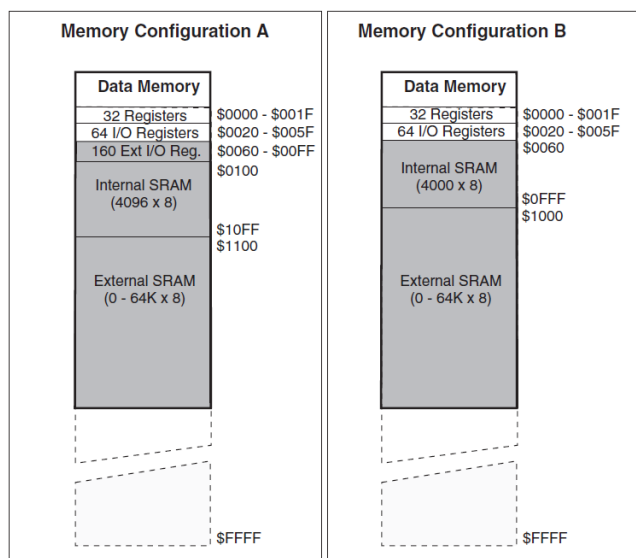 Memory Configuration A
Data Memory
32 Registers
$0000 - $001F
64 I/O Registers
$0020 - $005F
160 Ext I/O Reg.
$0060 - $00FF
$0100
Internal SRAM
(4096 x 8)
$10FF
$1100
External SRAM
(0 - 64K x 8)
$FFFF
Memory Configuration B
Data Memory
32 Registers
$0000 - $001F
64 I/O Registers
$0020 - $005F
$0060
Internal SRAM
(4000 x 8)
$0FFF
$1000
External SRAM
(0 - 64K x 8)
$FFFF